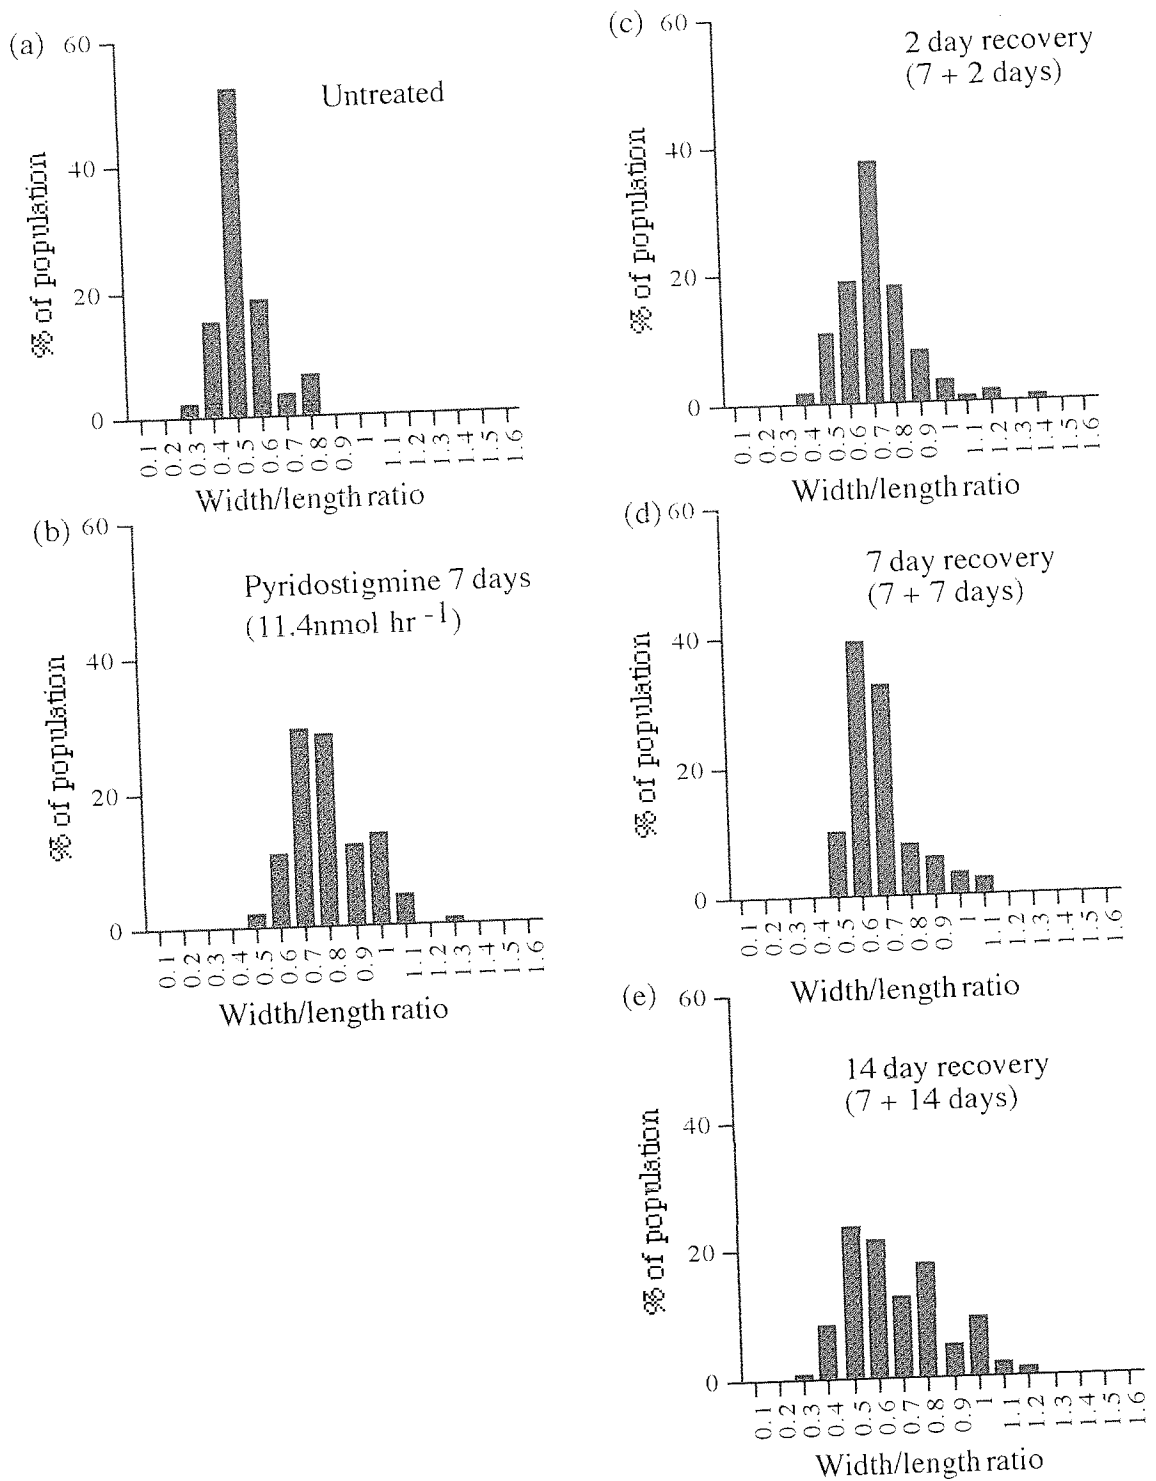 (a)
60
40
20
0
% of population
Untreated
0.1 0.2 0.3 0.4 0.5 0.6 0.7 0.8 0.9 1 1.1 1.2 1.3 1.4 1.5 1.6
Width/length ratio
(b)
60
40
20
0
% of population
Pyridostigmine 7 days
(11.4nmol hr -1)
0.1 0.2 0.3 0.4 0.5 0.6 0.7 0.8 0.9 1 1.1 1.2 1.3 1.4 1.5 1.6
Width/length ratio
(c)
60
40
20
0
% of population
2 day recovery
(7 + 2 days)
0.1 0.2 0.3 0.4 0.5 0.6 0.7 0.8 0.9 1 1.1 1.2 1.3 1.4 1.5 1.6
Width/length ratio
(d)
60
40
20
0
% of population
7 day recovery
(7 + 7 days)
0.1 0.2 0.3 0.4 0.5 0.6 0.7 0.8 0.9 1 1.1 1.2 1.3 1.4 1.5 1.6
Width/length ratio
(e)
60
40
20
0
% of population
14 day recovery
(7 + 14 days)
0.1 0.2 0.3 0.4 0.5 0.6 0.7 0.8 0.9 1 1.1 1.2 1.3 1.4 1.5 1.6
Width/length ratio